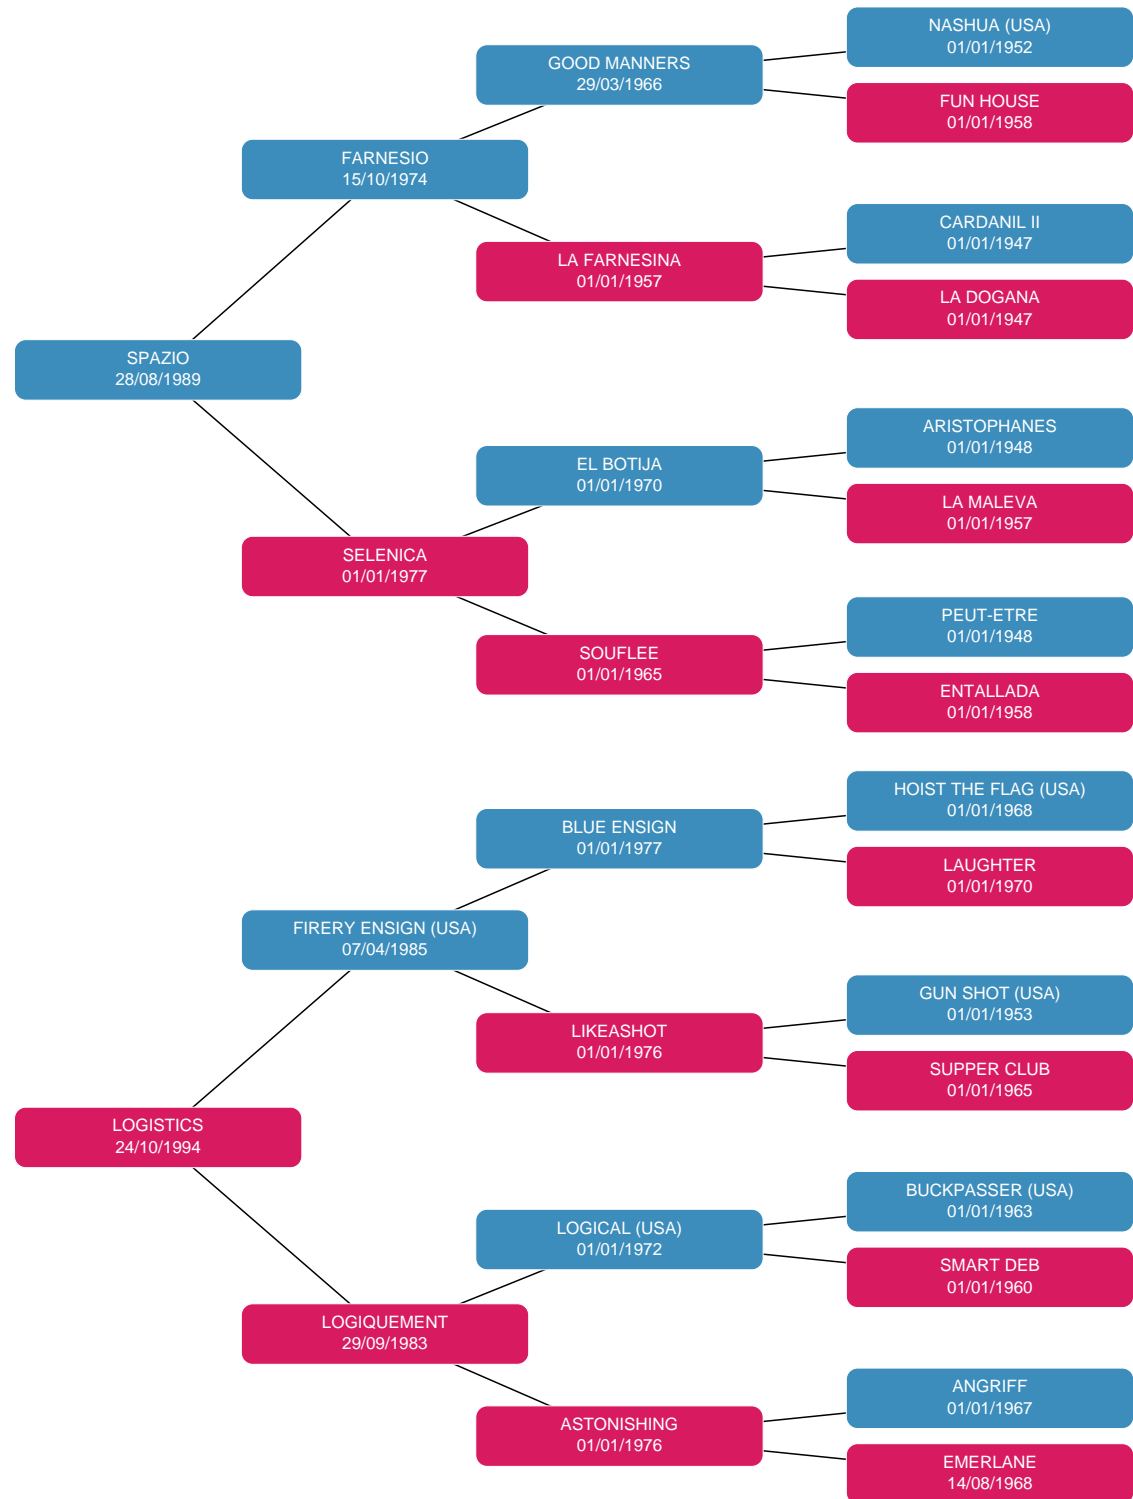 NASHUA (USA)
01/01/1952
GOOD MANNERS
29/03/1966
FUN HOUSE
01/01/1958
FARNESIO
15/10/1974
CARDANIL II
01/01/1947
LA FARNESINA
01/01/1957
LA DOGANA
01/01/1947
SPAZIO
28/08/1989
ARISTOPHANES
01/01/1948
EL BOTIJA
01/01/1970
LA MALEVA
01/01/1957
SELENICA
01/01/1977
PEUT-ETRE
01/01/1948
SOUFLEE
01/01/1965
ENTALLADA
01/01/1958
HOIST THE FLAG (USA)
01/01/1968
BLUE ENSIGN
01/01/1977
LAUGHTER
01/01/1970
FIRERY ENSIGN (USA)
07/04/1985
GUN SHOT (USA)
01/01/1953
LIKEASHOT
01/01/1976
SUPPER CLUB
01/01/1965
LOGISTICS
24/10/1994
BUCKPASSER (USA)
01/01/1963
LOGICAL (USA)
01/01/1972
SMART DEB
01/01/1960
LOGIQUEMENT
29/09/1983
ANGRIFF
01/01/1967
ASTONISHING
01/01/1976
EMERLANE
14/08/1968